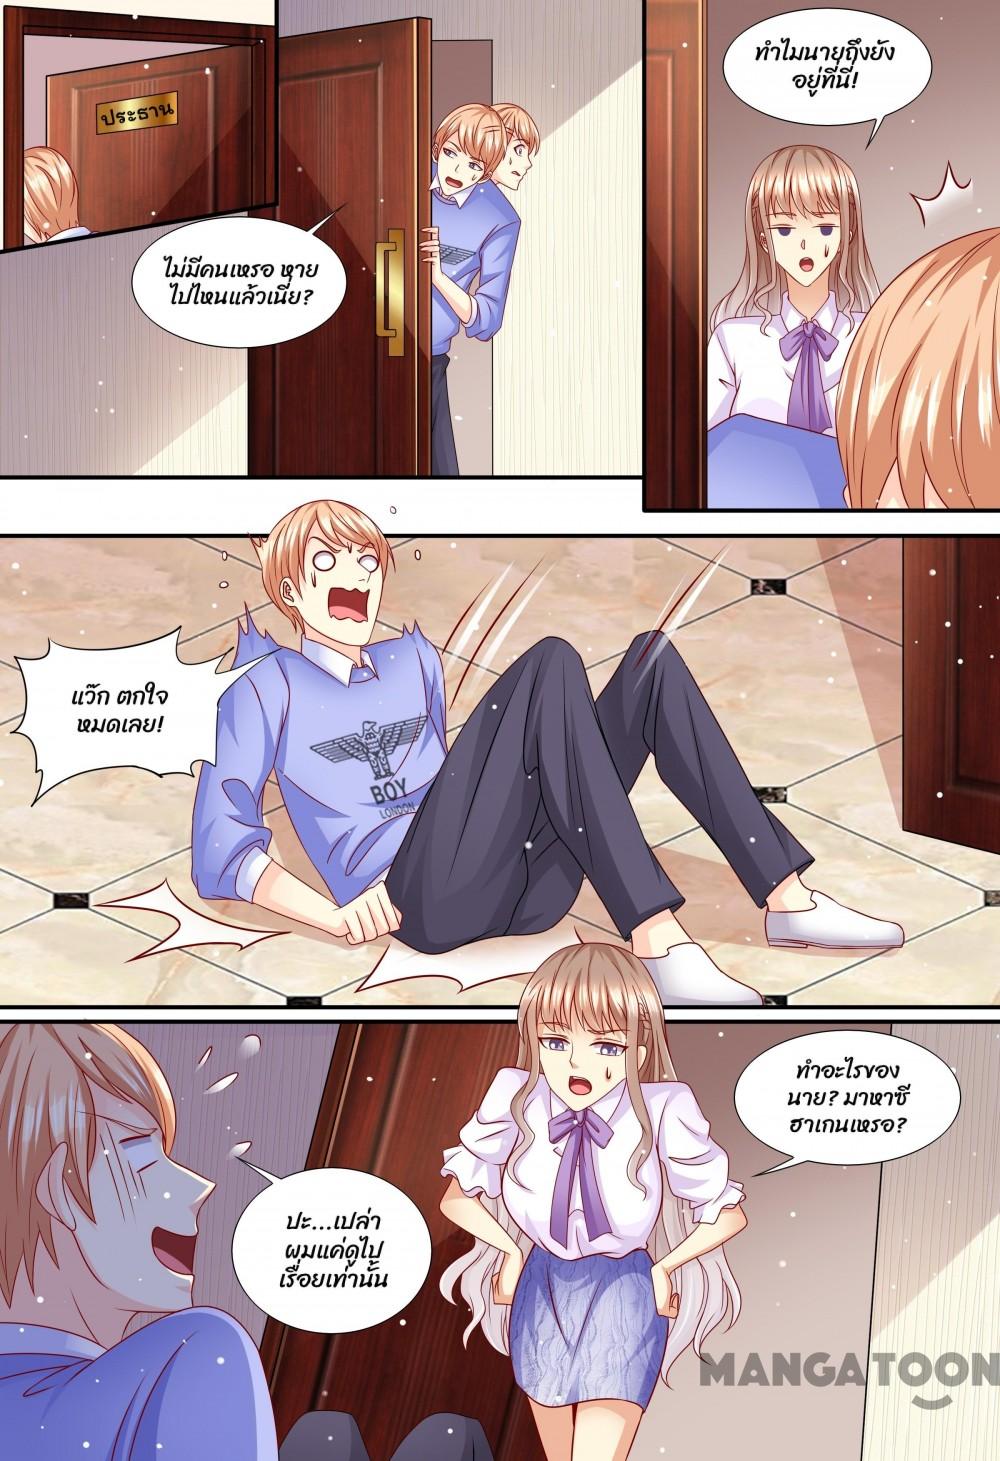 ประธาน
ไม่มีคนเหรอ หาย
ไปไหนแล้วเนี่ย?
ทำไมนายถึงยัง
อยู่ที่นี่!
แว๊ก ตกใจ
หมดเลย!
BOY
LONDON
ทำอะไรของ
นาย? มาหาซี
ฮาเกนเหรอ?
ปะ...เปล่า
ผมแค่ดูไป
เรื่อยเท่านั้น
MANGATOON